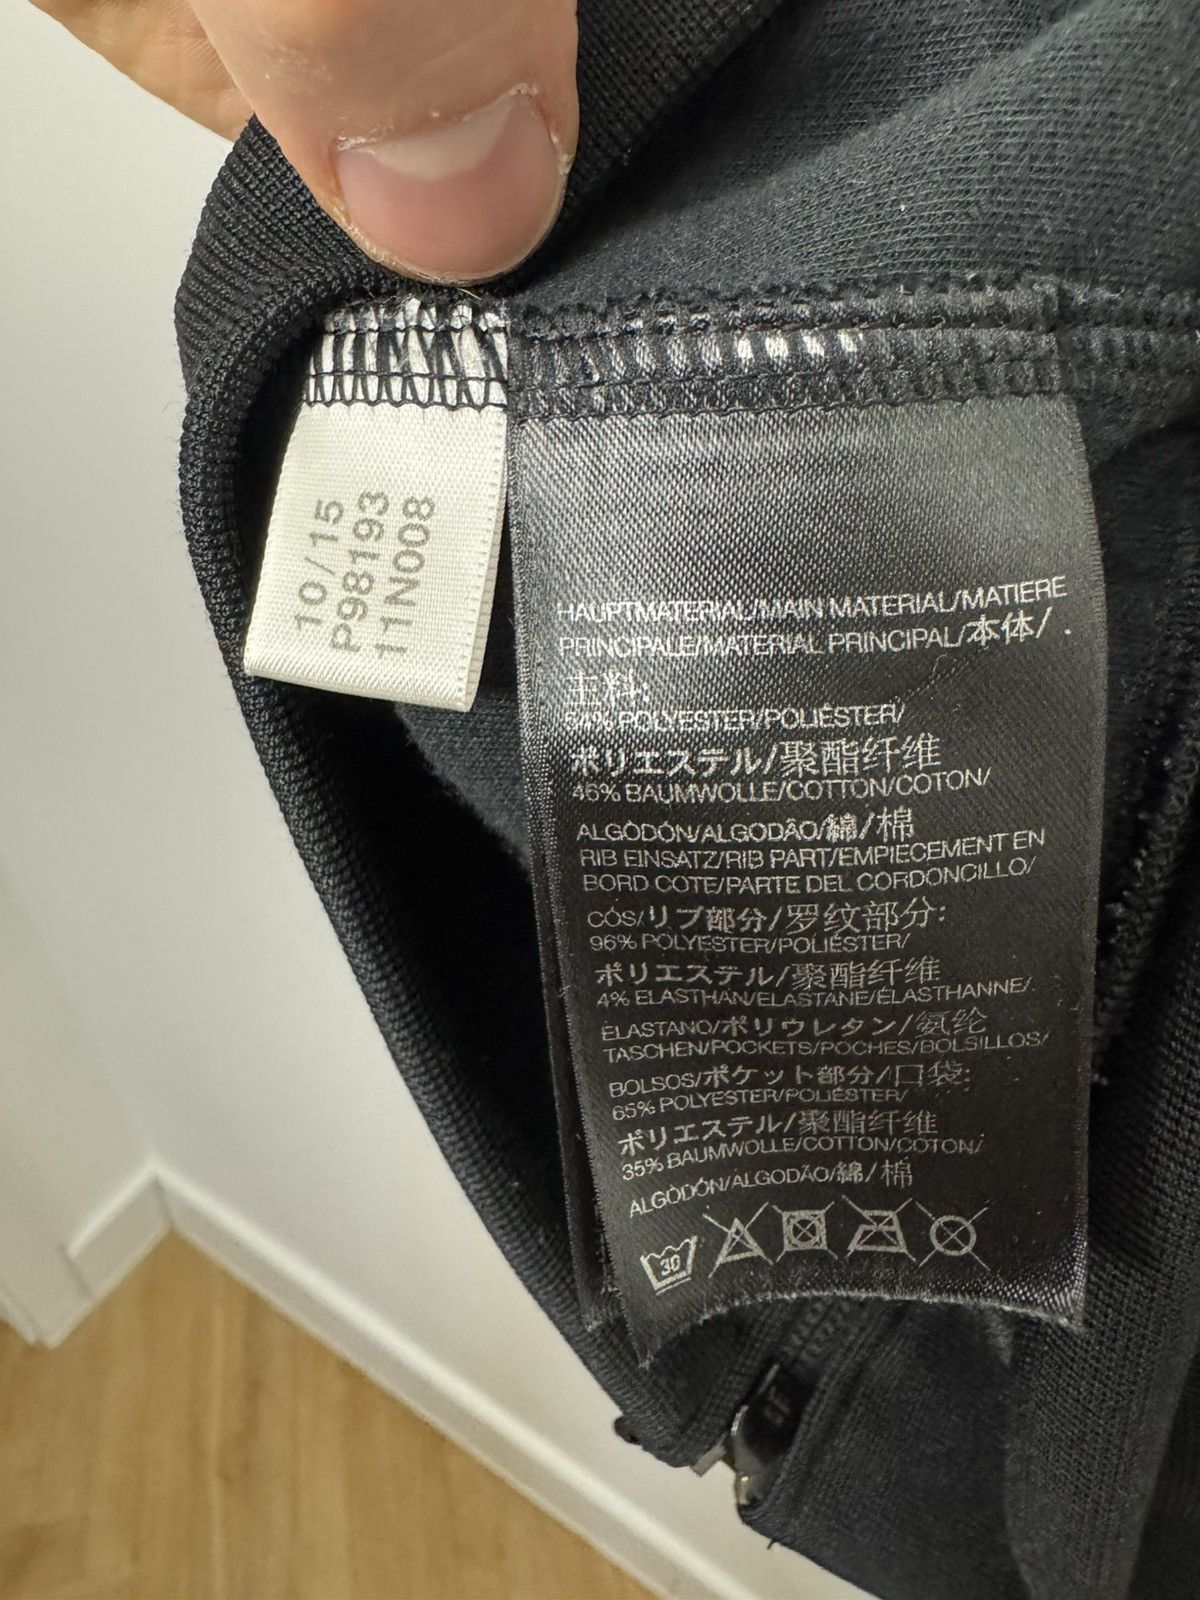 10/15
P98193
11N008
HAUPTMATERIAL/MAIN MATERIAL/MATIERE
PRINCIPALE/MATERIAL PRINCIPAL/本体/
主料:
54% POLYESTER/POLIÉSTER/
ポリエステル/聚酯纤维
46% BAUMWOLLE/COTTON/COTON/
ALGODÓN/ALGODÃO/綿/棉
RIB EINSATZ/RIB PART/EMPIECEMENT EN
BORD COTE/PARTE DEL CORDONCILLO/
CÓS/リブ部分/罗纹部分:
96% POLYESTER/POLIÉSTER/
ポリエステル/聚酯纤维
4% ELASTHAN/ELASTANE/ÉLASTHANNE/
ELASTANO/ポリウレタン/氨纶
TASCHEN/POCKETS/POCHES/BOLSILLOS/
BOLSOS/ポケット部分/口袋:
65% POLYESTER/POLIÉSTER/
ポリエステル/聚酯纤维
35% BAUMWOLLE/COTTON/COTON/
ALGODÓN/ALGODÃO/綿/棉
30